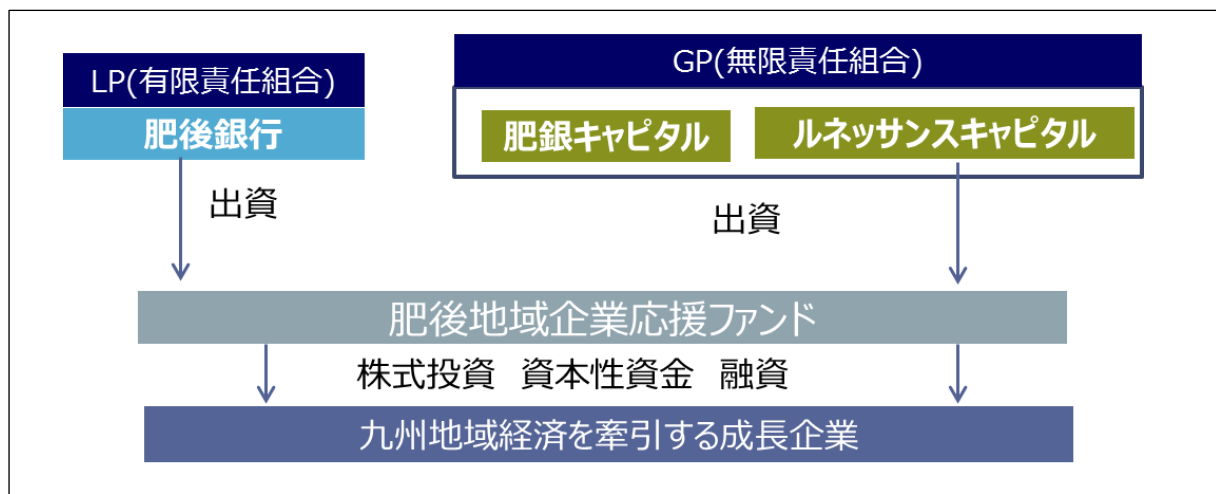 LP(有限責任組合)
肥後銀行
GP(無限責任組合)
肥銀キャピタル
ルネッサンスキャピタル
出資
出資
肥後地域企業応援ファンド
株式投資 資本性資金 融資
九州地域経済を牽引する成長企業